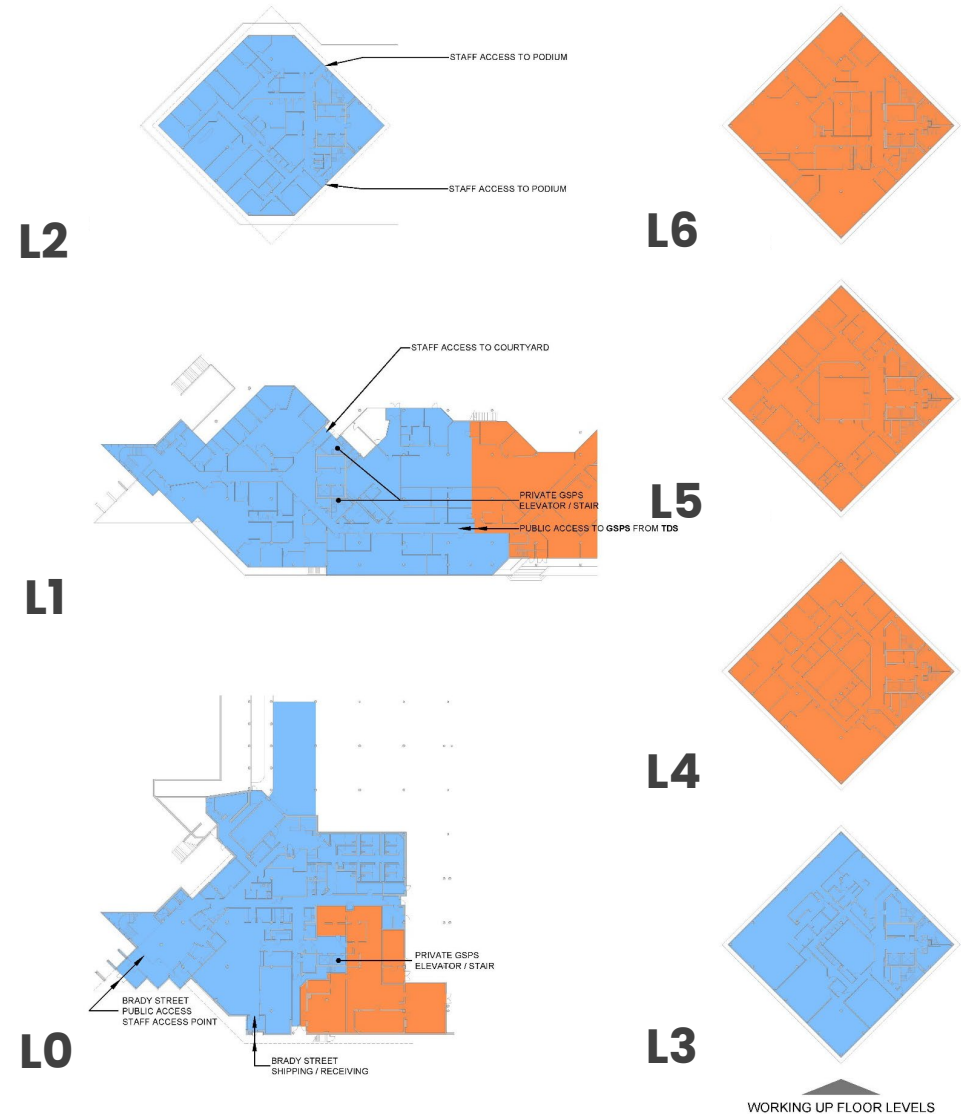 STAFF ACCESS TO PODIUM
STAFF ACCESS TO PODIUM
L2
L6
STAFF ACCESS TO COURTYARD
PRIVATE GSPS
ELEVATOR / STAIR
PUBLIC ACCESS TO GSPS FROM TDS
L1
L5
L4
PRIVATE GSPS
ELEVATOR / STAIR
BRADY STREET
PUBLIC ACCESS
STAFF ACCESS POINT
BRADY STREET
SHIPPING / RECEIVING
L0
L3
WORKING UP FLOOR LEVELS